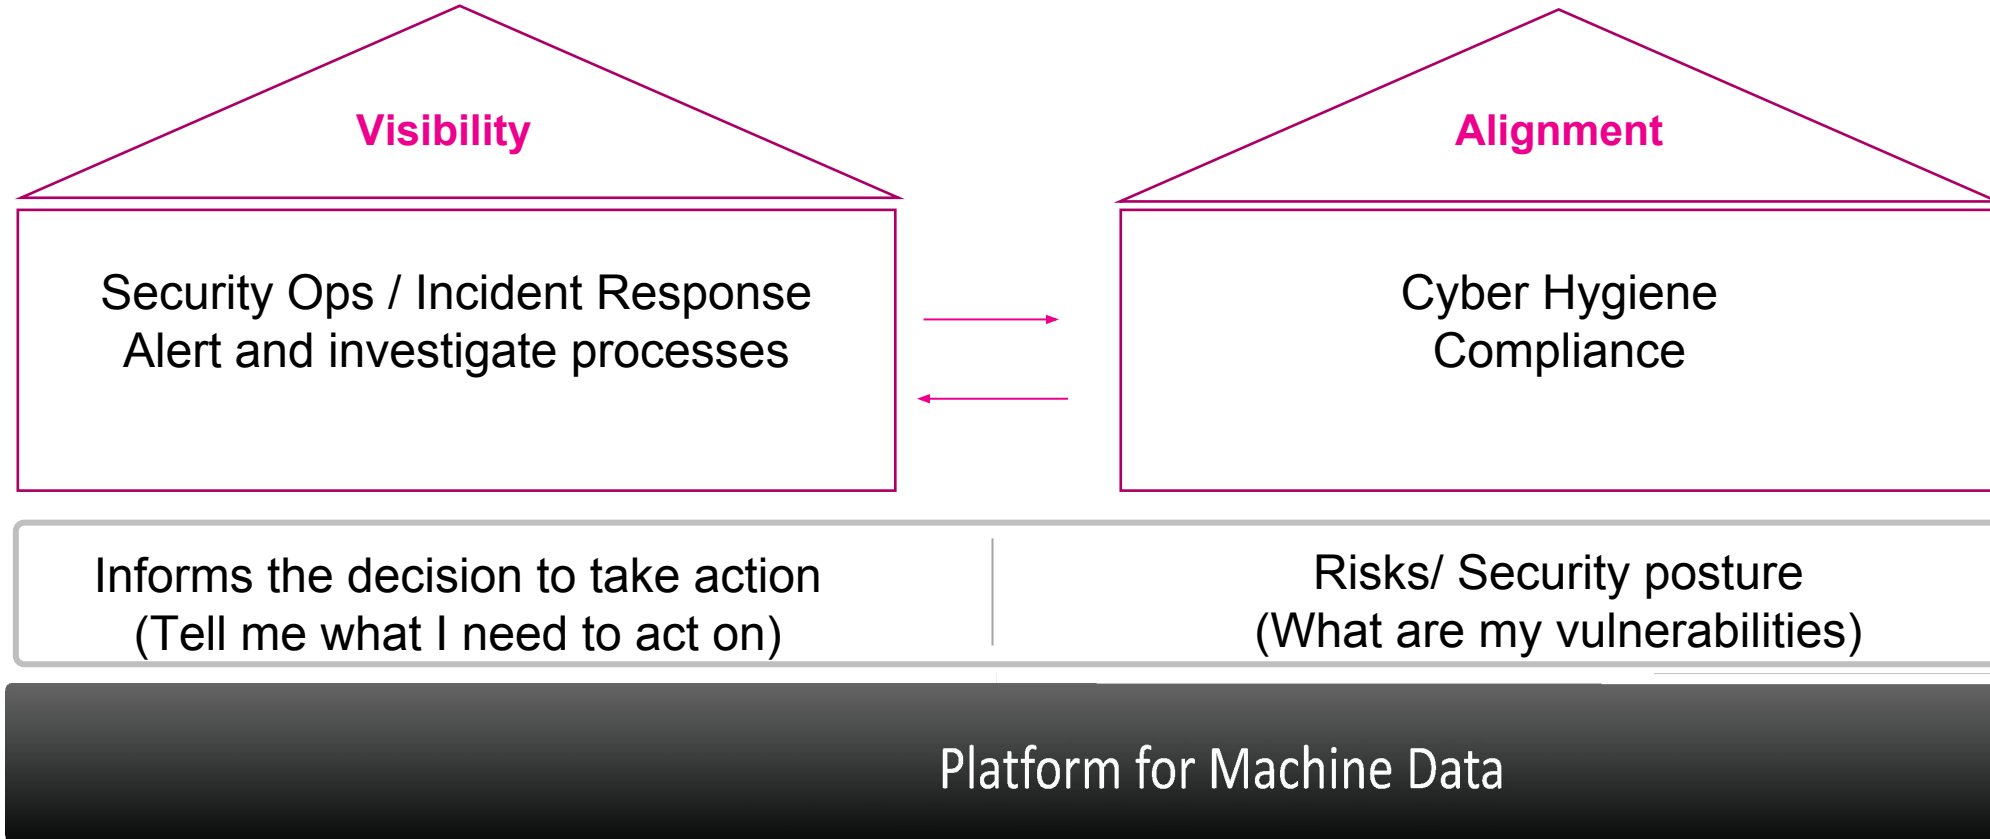 Visibility
Alignment
Security Ops / Incident Response
Alert and investigate processes
Cyber Hygiene
Compliance
Informs the decision to take action
(Tell me what I need to act on)
Risks/ Security posture
(What are my vulnerabilities)
Platform for Machine Data